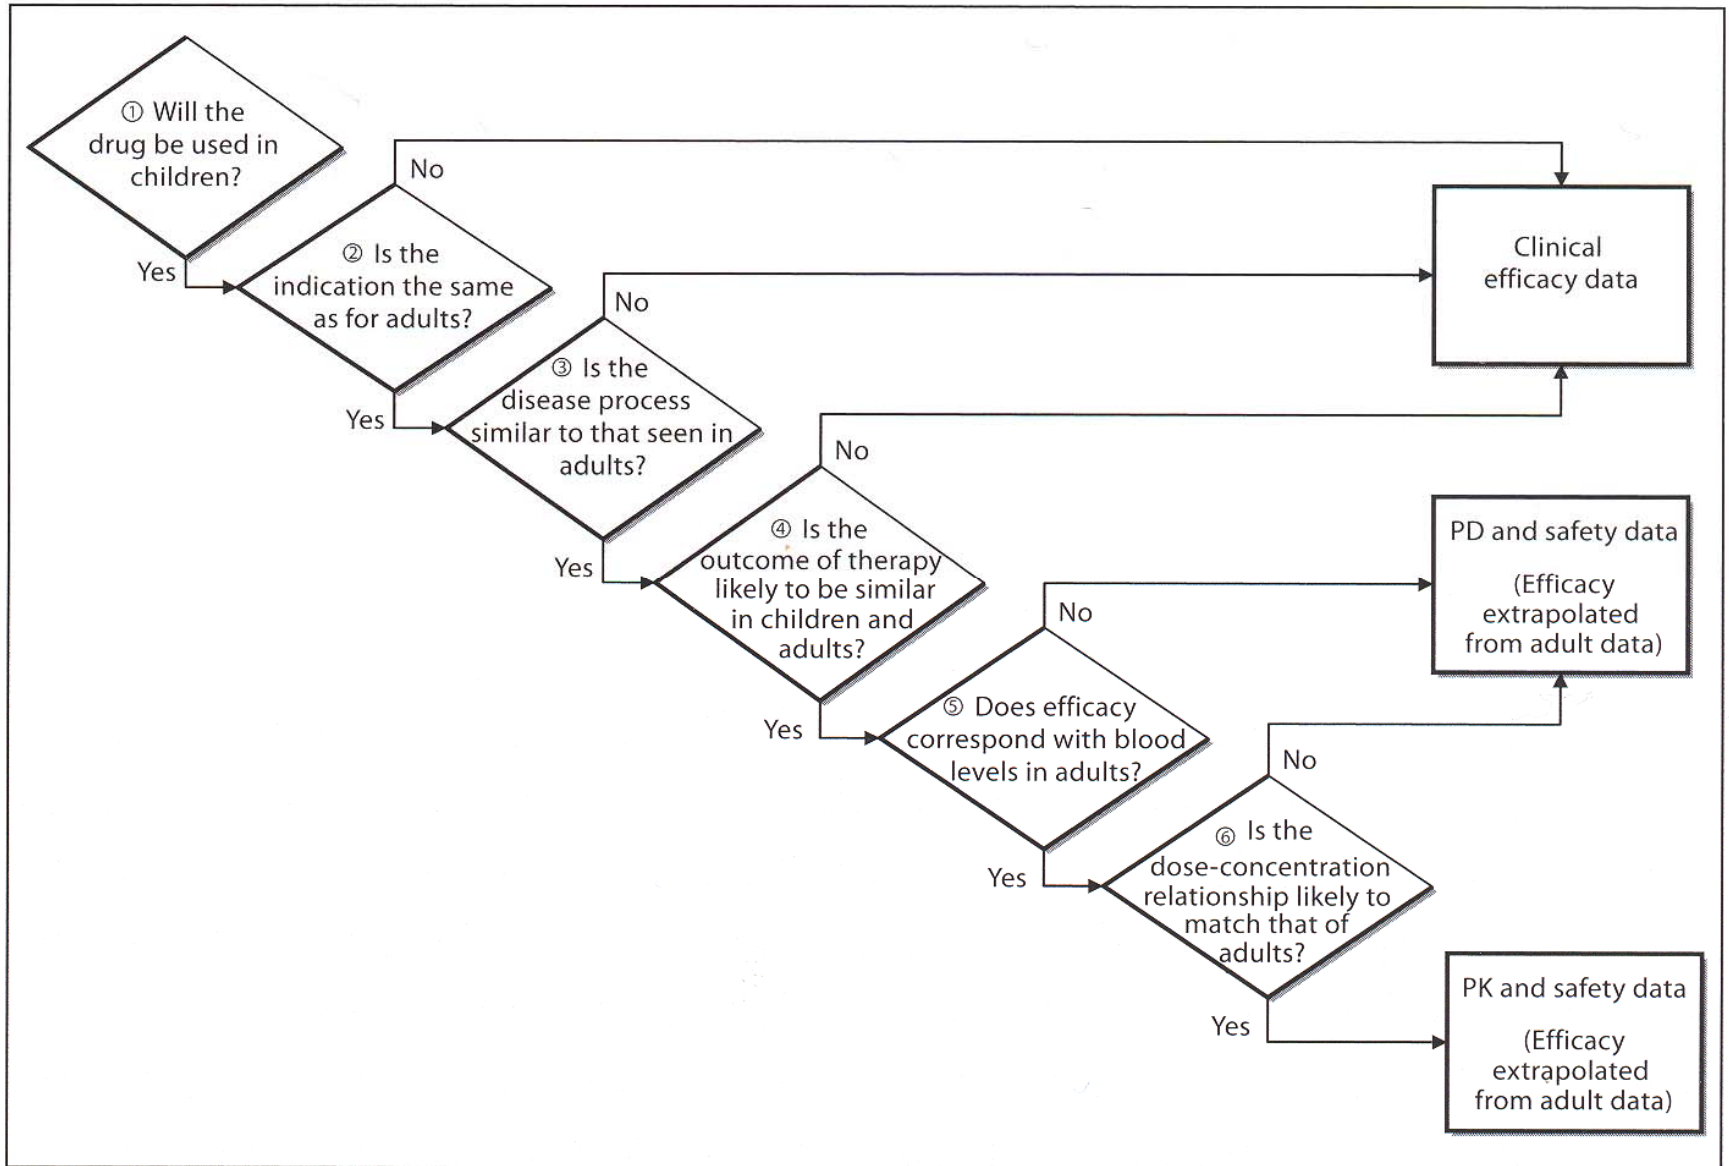 ① Will the
drug be used in
children?
Yes
No
② Is the
indication the same
as for adults?
Yes
No
③ Is the
disease process
similar to that seen in
adults?
Yes
No
④ Is the
outcome of therapy
likely to be similar
in children and
adults?
Yes
No
⑤ Does efficacy
correspond with blood
levels in adults?
Yes
No
⑥ Is the
dose-concentration
relationship likely to
match that of
adults?
Yes
Clinical
efficacy data
PD and safety data
(Efficacy
extrapolated
from adult data)
PK and safety data
(Efficacy
extrapolated
from adult data)